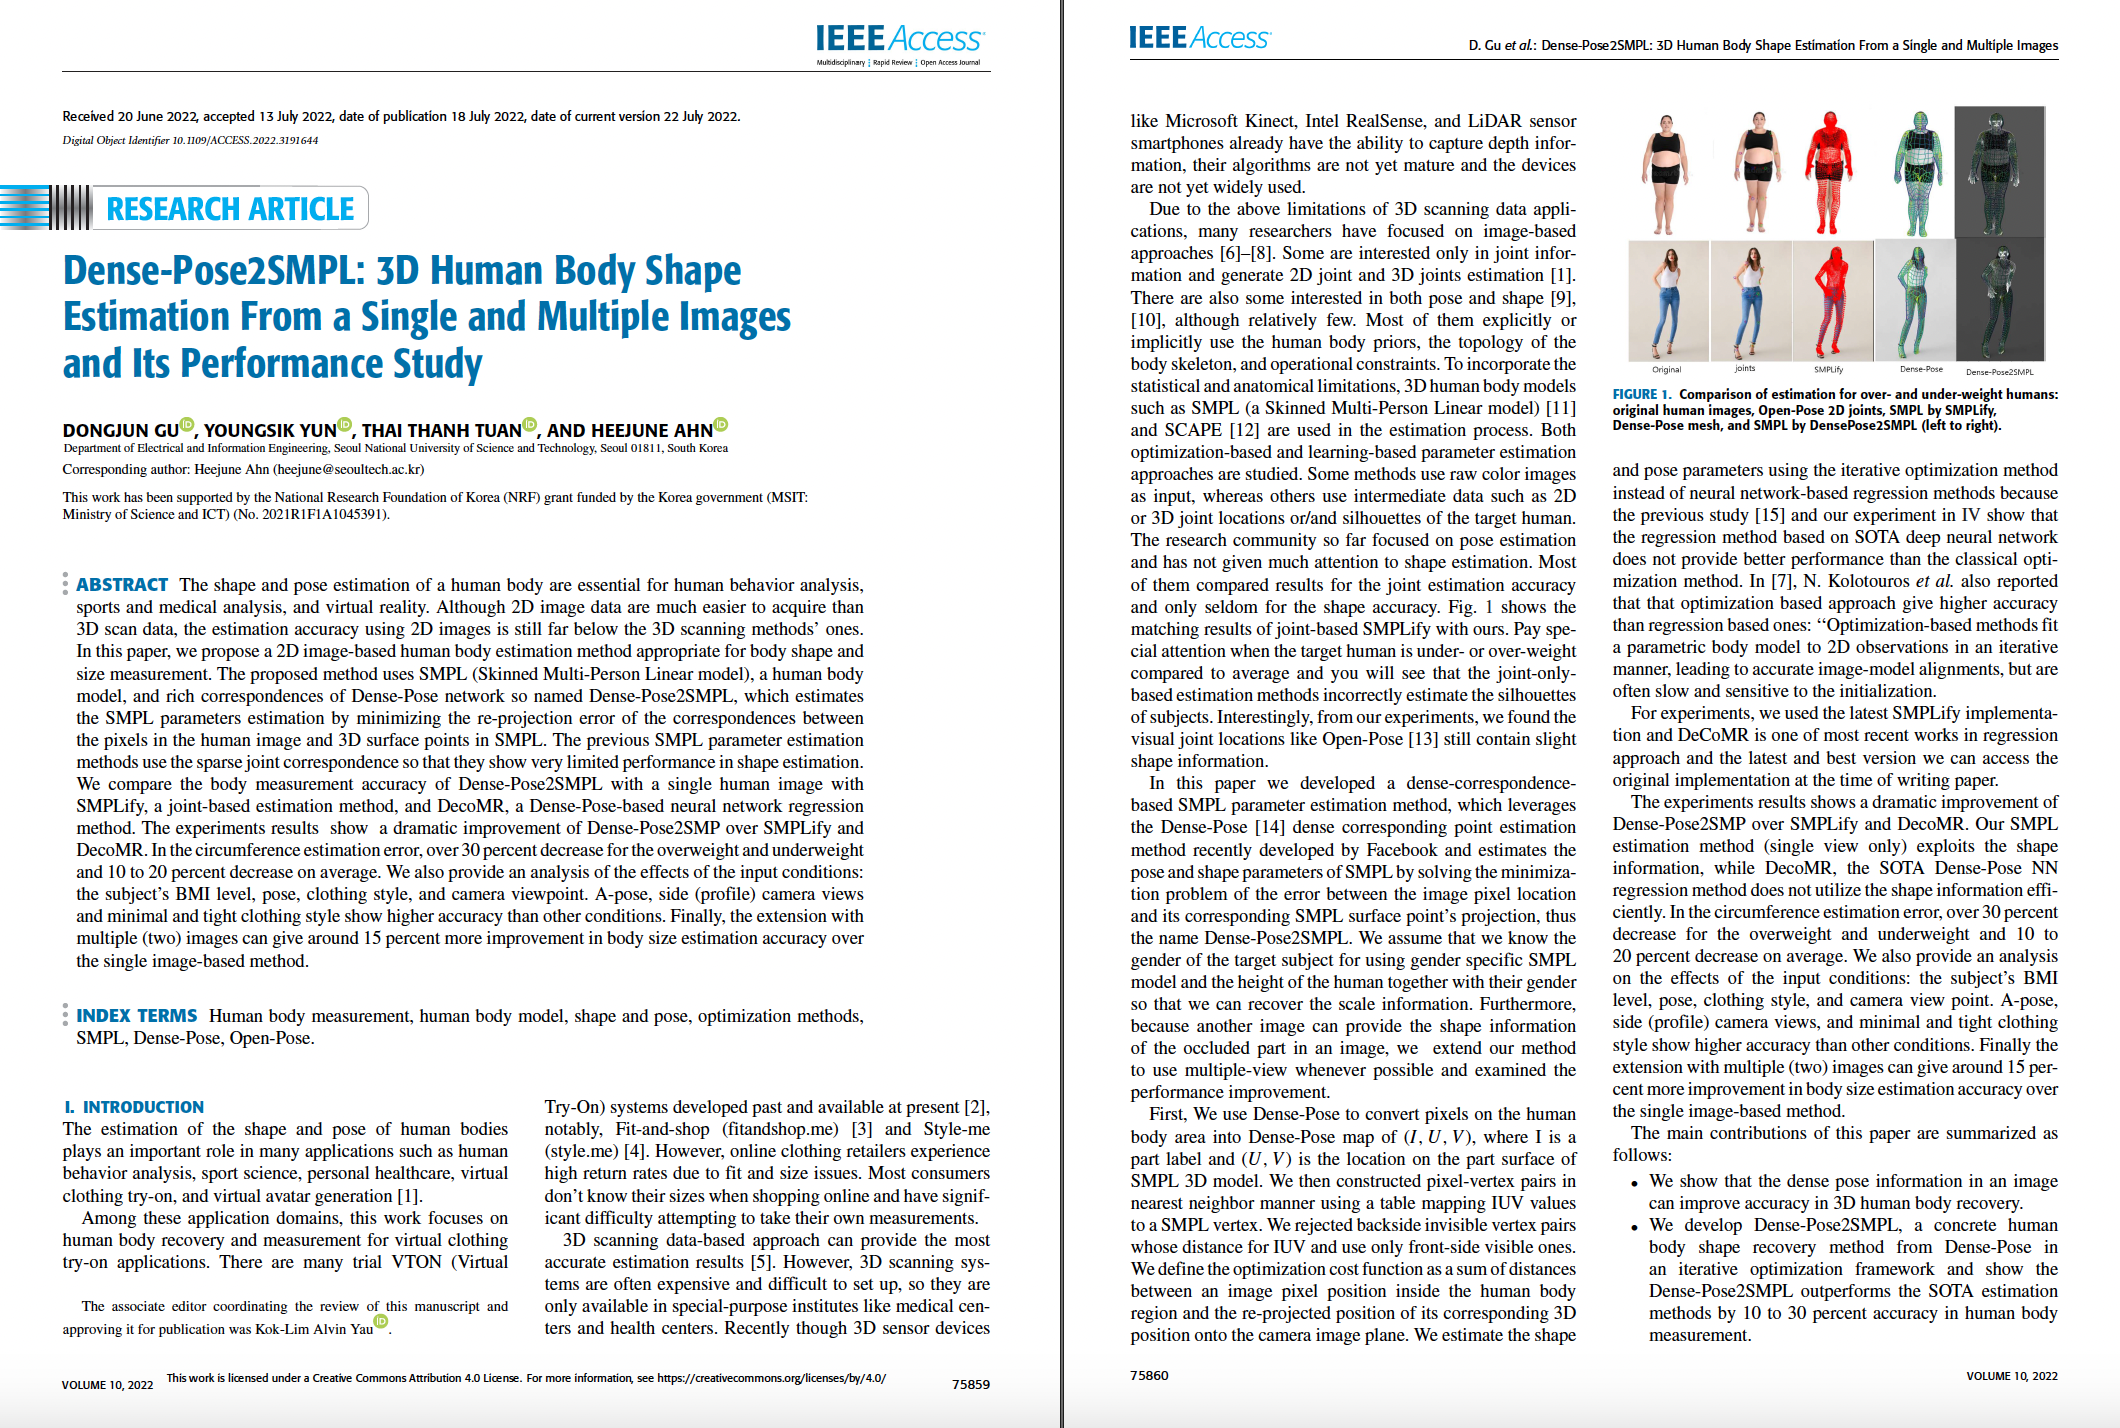 IEEE Access
Multidisciplinary | Rapid Review | Open Access Journal
Received 20 June 2022, accepted 13 July 2022, date of publication 18 July 2022, date of current version 22 July 2022.
Digital Object Identifier 10.1109/ACCESS.2022.3191644
RESEARCH ARTICLE
Dense-Pose2SMPL: 3D Human Body Shape
Estimation From a Single and Multiple Images
and Its Performance Study
DONGJUN GU, YOUNGSIK YUN, THAI THANH TUAN, AND HEEJUNE AHN
Department of Electrical and Information Engineering, Seoul National University of Science and Technology, Seoul 01811, South Korea
Corresponding author: Heejune Ahn (heejune@seoultech.ac.kr)
This work has been supported by the National Research Foundation of Korea (NRF) grant funded by the Korea government (MSIT:
Ministry of Science and ICT) (No. 2021R1F1A1045391).
ABSTRACT The shape and pose estimation of a human body are essential for human behavior analysis,
sports and medical analysis, and virtual reality. Although 2D image data are much easier to acquire than
3D scan data, the estimation accuracy using 2D images is still far below the 3D scanning methods' ones.
In this paper, we propose a 2D image-based human body estimation method appropriate for body shape and
size measurement. The proposed method uses SMPL (Skinned Multi-Person Linear model), a human body
model, and rich correspondences of Dense-Pose network so named Dense-Pose2SMPL, which estimates
the SMPL parameters estimation by minimizing the re-projection error of the correspondences between
the pixels in the human image and 3D surface points in SMPL. The previous SMPL parameter estimation
methods use the sparse joint correspondence so that they show very limited performance in shape estimation.
We compare the body measurement accuracy of Dense-Pose2SMPL with a single human image with
SMPLify, a joint-based estimation method, and DecoMR, a Dense-Pose-based neural network regression
method. The experiments results show a dramatic improvement of Dense-Pose2SMP over SMPLify and
DecoMR. In the circumference estimation error, over 30 percent decrease for the overweight and underweight
and 10 to 20 percent decrease on average. We also provide an analysis of the effects of the input conditions:
the subject's BMI level, pose, clothing style, and camera viewpoint. A-pose, side (profile) camera views
and minimal and tight clothing style show higher accuracy than other conditions. Finally, the extension with
multiple (two) images can give around 15 percent more improvement in body size estimation accuracy over
the single image-based method.
INDEX TERMS Human body measurement, human body model, shape and pose, optimization methods,
SMPL, Dense-Pose, Open-Pose.
I. INTRODUCTION
The estimation of the shape and pose of human bodies
plays an important role in many applications such as human
behavior analysis, sport science, personal healthcare, virtual
clothing try-on, and virtual avatar generation [1].
Among these application domains, this work focuses on
human body recovery and measurement for virtual clothing
try-on applications. There are many trial VTON (Virtual
The associate editor coordinating the review of this manuscript and
approving it for publication was Kok-Lim Alvin Yau.
Try-On) systems developed past and available at present [2],
notably, Fit-and-shop (fitandshop.me) [3] and Style-me
(style.me) [4]. However, online clothing retailers experience
high return rates due to fit and size issues. Most consumers
don't know their sizes when shopping online and have signif-
icant difficulty attempting to take their own measurements.
3D scanning data-based approach can provide the most
accurate estimation results [5]. However, 3D scanning sys-
tems are often expensive and difficult to set up, so they are
only available in special-purpose institutes like medical cen-
ters and health centers. Recently though 3D sensor devices
VOLUME 10, 2022
This work is licensed under a Creative Commons Attribution 4.0 License. For more information, see https://creativecommons.org/licenses/by/4.0/
75859
IEEE Access
D. Gu et al.: Dense-Pose2SMPL: 3D Human Body Shape Estimation From a Single and Multiple Images
like Microsoft Kinect, Intel RealSense, and LiDAR sensor
smartphones already have the ability to capture depth infor-
mation, their algorithms are not yet mature and the devices
are not yet widely used.
Due to the above limitations of 3D scanning data appli-
cations, many researchers have focused on image-based
approaches [6]–[8]. Some are interested only in joint infor-
mation and generate 2D joint and 3D joints estimation [1].
There are also some interested in both pose and shape [9],
[10], although relatively few. Most of them explicitly or
implicitly use the human body priors, the topology of the
body skeleton, and operational constraints. To incorporate the
statistical and anatomical limitations, 3D human body models
such as SMPL (a Skinned Multi-Person Linear model) [11]
and SCAPE [12] are used in the estimation process. Both
optimization-based and learning-based parameter estimation
approaches are studied. Some methods use raw color images
as input, whereas others use intermediate data such as 2D
or 3D joint locations or/and silhouettes of the target human.
The research community so far focused on pose estimation
and has not given much attention to shape estimation. Most
of them compared results for the joint estimation accuracy
and only seldom for the shape accuracy. Fig. 1 shows the
matching results of joint-based SMPLify with ours. Pay spe-
cial attention when the target human is under- or over-weight
compared to average and you will see that the joint-only-
based estimation methods incorrectly estimate the silhouettes
of subjects. Interestingly, from our experiments, we found the
visual joint locations like Open-Pose [13] still contain slight
shape information.
In this paper we developed a dense-correspondence-
based SMPL parameter estimation method, which leverages
the Dense-Pose [14] dense corresponding point estimation
method recently developed by Facebook and estimates the
pose and shape parameters of SMPL by solving the minimiza-
tion problem of the error between the image pixel location
and its corresponding SMPL surface point's projection, thus
the name Dense-Pose2SMPL. We assume that we know the
gender of the target subject for using gender specific SMPL
model and the height of the human together with their gender
so that we can recover the scale information. Furthermore,
because another image can provide the shape information
of the occluded part in an image, we extend our method
to use multiple-view whenever possible and examined the
performance improvement.
First, We use Dense-Pose to convert pixels on the human
body area into Dense-Pose map of (I, U, V), where I is a
part label and (U, V) is the location on the part surface of
SMPL 3D model. We then constructed pixel-vertex pairs in
nearest neighbor manner using a table mapping IUV values
to a SMPL vertex. We rejected backside invisible vertex pairs
whose distance for IUV and use only front-side visible ones.
We define the optimization cost function as a sum of distances
between an image pixel position inside the human body
region and the re-projected position of its corresponding 3D
position onto the camera image plane. We estimate the shape
Original joints SMPLify Dense-Pose Dense-Pose2SMPL
FIGURE 1. Comparison of estimation for over- and under-weight humans:
original human images, Open-Pose 2D joints, SMPL by SMPLify,
Dense-Pose mesh, and SMPL by DensePose2SMPL (left to right).
and pose parameters using the iterative optimization method
instead of neural network-based regression methods because
the previous study [15] and our experiment in IV show that
the regression method based on SOTA deep neural network
does not provide better performance than the classical opti-
mization method. In [7], N. Kolotouros et al. also reported
that that optimization based approach give higher accuracy
than regression based ones: “Optimization-based methods fit
a parametric body model to 2D observations in an iterative
manner, leading to accurate image-model alignments, but are
often slow and sensitive to the initialization.
For experiments, we used the latest SMPLify implementa-
tion and DeCoMR is one of most recent works in regression
approach and the latest and best version we can access the
original implementation at the time of writing paper.
The experiments results shows a dramatic improvement of
Dense-Pose2SMP over SMPLify and DecoMR. Our SMPL
estimation method (single view only) exploits the shape
information, while DecoMR, the SOTA Dense-Pose NN
regression method does not utilize the shape information effi-
ciently. In the circumference estimation error, over 30 percent
decrease for the overweight and underweight and 10 to
20 percent decrease on average. We also provide an analysis
on the effects of the input conditions: the subject's BMI
level, pose, clothing style, and camera view point. A-pose,
side (profile) camera views, and minimal and tight clothing
style show higher accuracy than other conditions. Finally the
extension with multiple (two) images can give around 15 per-
cent more improvement in body size estimation accuracy over
the single image-based method.
The main contributions of this paper are summarized as
follows:
• We show that the dense pose information in an image
can improve accuracy in 3D human body recovery.
• We develop Dense-Pose2SMPL, a concrete human
body shape recovery method from Dense-Pose in
an iterative optimization framework and show the
Dense-Pose2SMPL outperforms the SOTA estimation
methods by 10 to 30 percent accuracy in human body
measurement.
75860
VOLUME 10, 2022